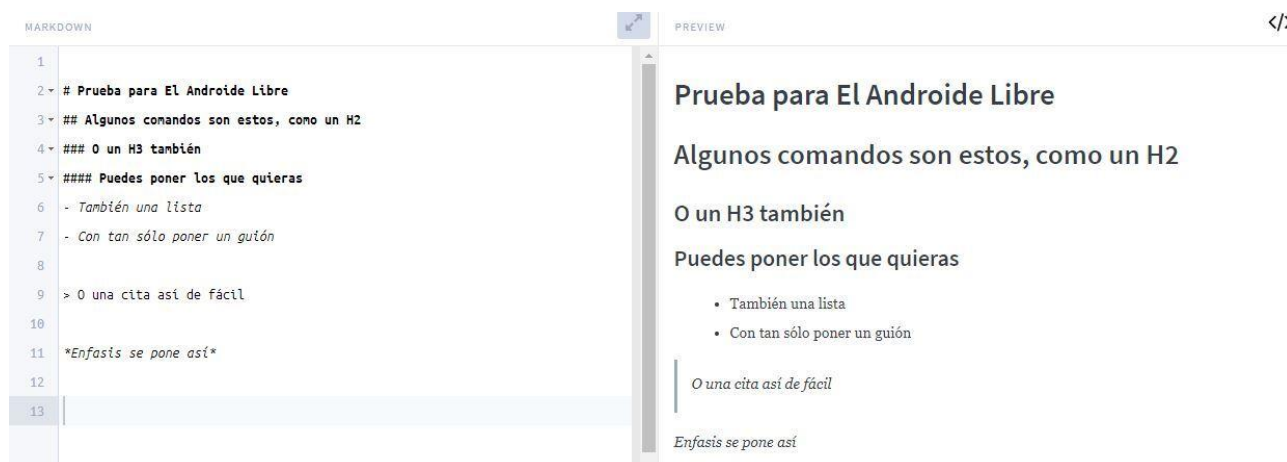 MARKDOWN
1
2 # Prueba para El Androide Libre
3 ## Algunos comandos son estos, como un H2
4 ### O un H3 también
5 #### Puedes poner los que quieras
6 - También una lista
7 - Con tan sólo poner un guión
8
9 > O una cita así de fácil
10
11 *Enfasis se pone así*
12
13
PREVIEW
</>
Prueba para El Androide Libre
Algunos comandos son estos, como un H2
O un H3 también
Puedes poner los que quieras
• También una lista
• Con tan sólo poner un guión
O una cita así de fácil
Enfasis se pone así